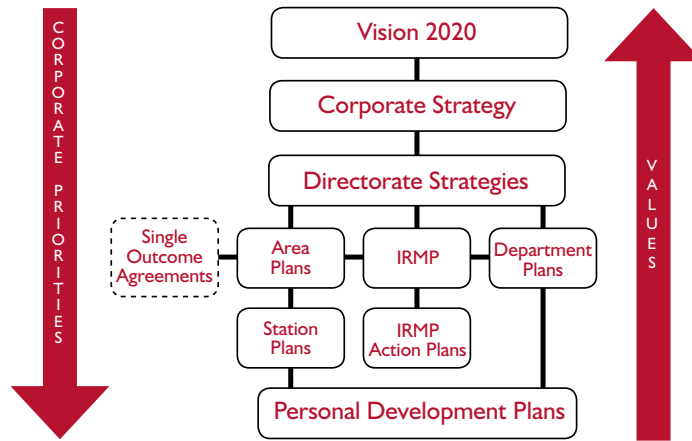 CORPORATE PRIORITIES
Vision 2020
Corporate Strategy
Directorate Strategies
VALUES
Single
Outcome
Agreements
Area
Plans
IRMP
Department
Plans
Station
Plans
IRMP
Action Plans
Personal Development Plans